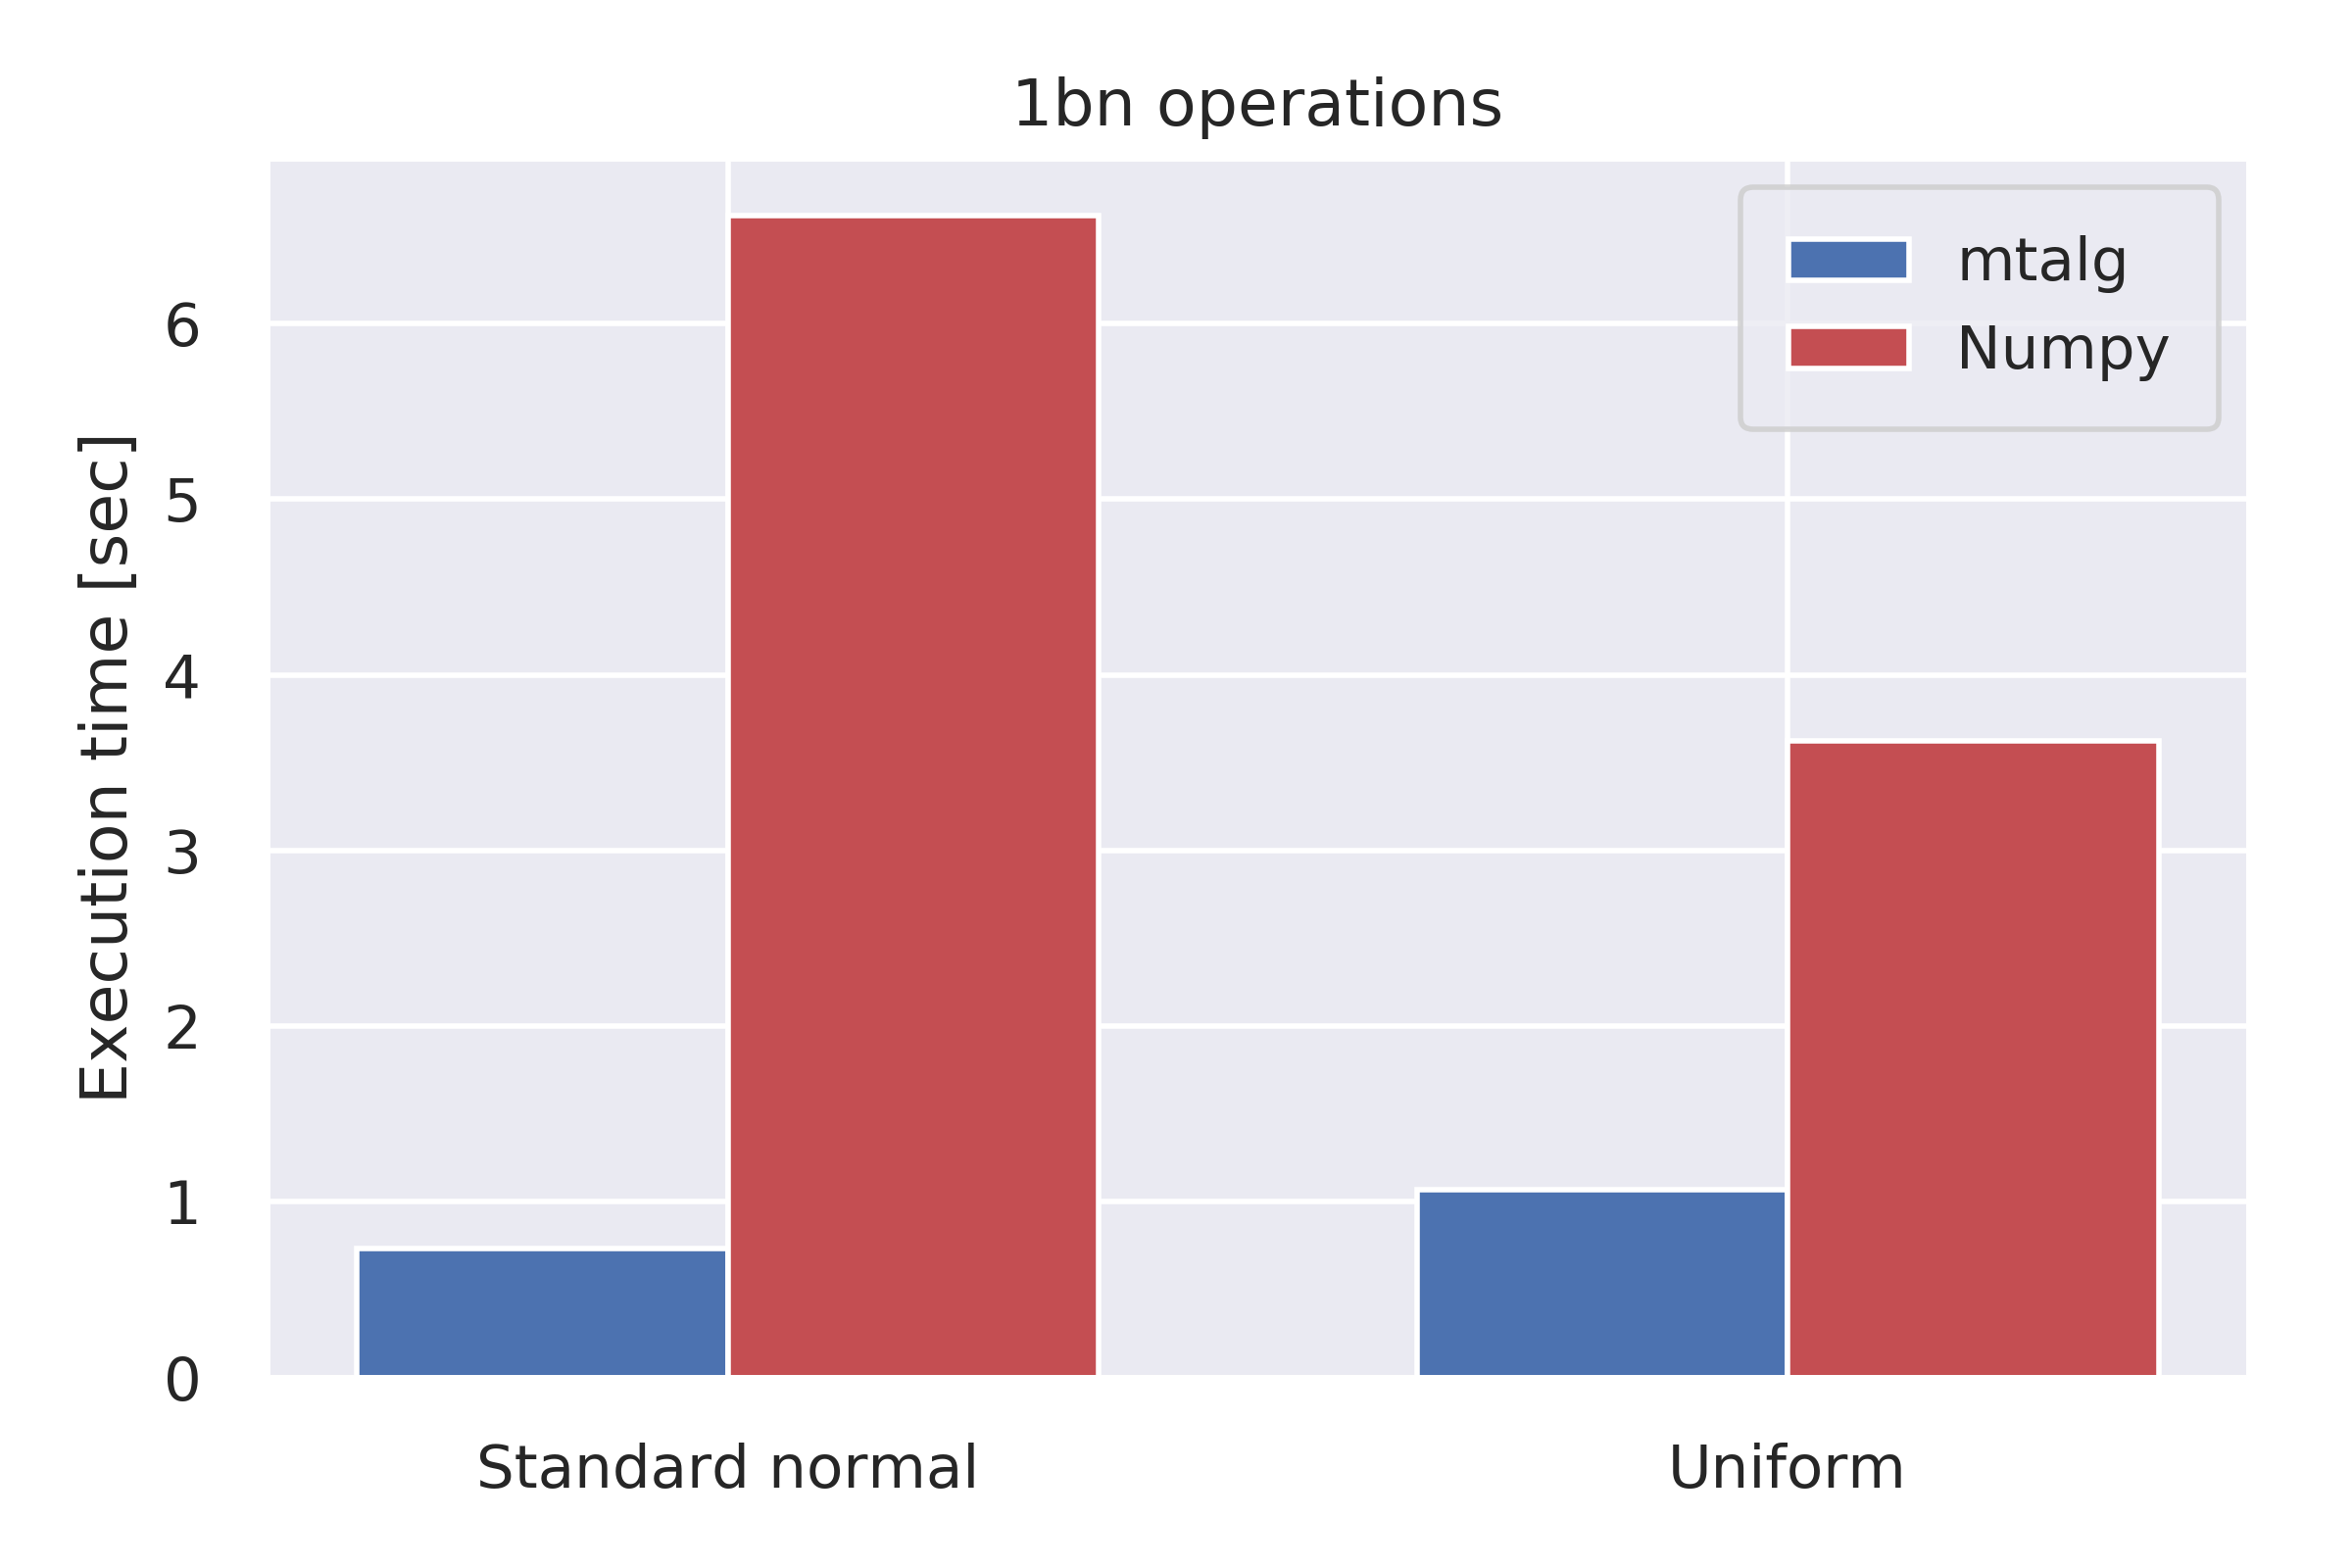 1bn operations
mtalg
Numpy
Execution time [sec]
6
5
4
3
2
1
0
Standard normal
Uniform